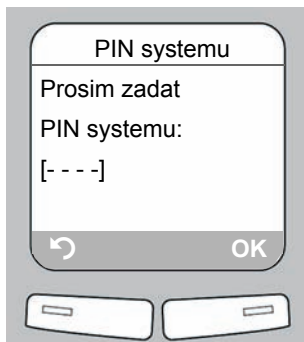 PIN systemu
Prosim zadat
PIN systemu:
[- - - -]
OK